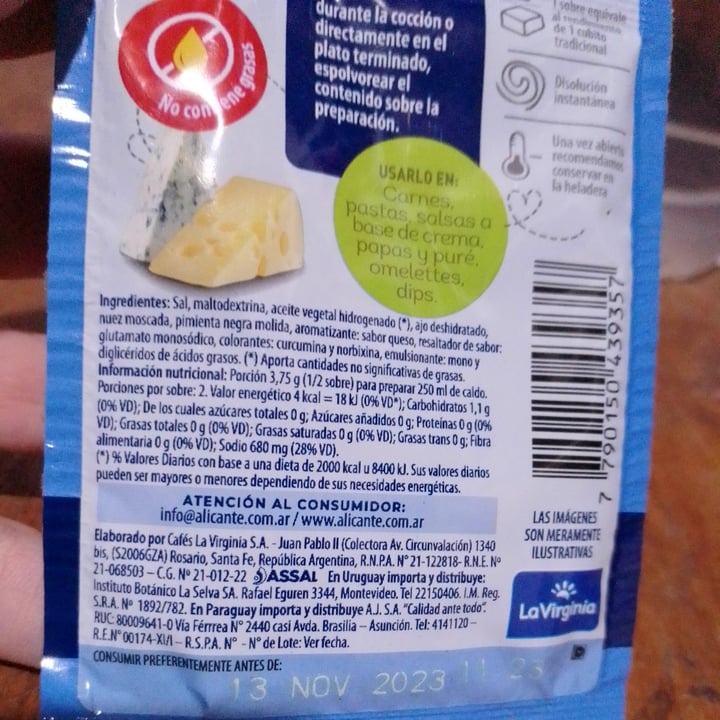 No contiene grasas
durante la cocción o
directamente en el
plato terminado,
espolvorear el
contenido sobre la
preparación.
1 sobre equivale
al rendimiento
de 1 cubito
tradicional
Disolución
instantánea
Una vez abierto
recomendamos
conservar en
la heladera
USARLO EN:
Carnes,
pastas, salsas a
base de crema,
papas y puré,
omelettes,
dips.
Ingredientes: Sal, maltodextrina, aceite vegetal hidrogenado (*), ajo deshidratado,
nuez moscada, pimienta negra molida, aromatizante: sabor queso, resaltador de sabor:
glutamato monosódico, colorantes: curcumina y norbixina, emulsionante: mono y
diglicéridos de ácidos grasos. (*) Aporta cantidades no significativas de grasas.
Información nutricional: Porción 3,75 g (1/2 sobre) para preparar 250 ml de caldo.
Porciones por sobre: 2. Valor energético 4 kcal = 18 kJ (0% VD*); Carbohidratos 1,1 g
(0% VD); De los cuales azúcares totales 0 g; Azúcares añadidos 0 g; Proteínas 0 g (0%
VD); Grasas totales 0 g (0% VD); Grasas saturadas 0 g (0% VD); Grasas trans 0 g; Fibra
alimentaria 0 g (0% VD); Sodio 680 mg (28% VD).
(*) % Valores Diarios con base a una dieta de 2000 kcal u 8400 kJ. Sus valores diarios
pueden ser mayores o menores dependiendo de sus necesidades energéticas.
ATENCIÓN AL CONSUMIDOR:
info@alicante.com.ar / www.alicante.com.ar
Elaborado por Cafés La Virginia S.A. - Juan Pablo II (Colectora Av. Circunvalación) 1340
bis, (S2006GZA) Rosario, Santa Fe, República Argentina, R.N.P.A. N° 21-122818- R.N.E. N°
21-068503 – C.G. N° 21-012-22 ASSAL En Uruguay importa y distribuye:
Instituto Botánico La Selva SA. Rafael Eguren 3344, Montevideo. Tel 22150406. I.M. Reg.
S.R.A. N° 1892/782. En Paraguay importa y distribuye A.J. S.A. "Calidad ante todo".
RUC: 80009641-0 Vía Férrrea N° 2440 casi Avda. Brasilia – Asunción. Tel: 4141120 –
R.E. N° 00174-XI/1 – R.S.P.A. N° - N° de Lote: Ver fecha.
CONSUMIR PREFERENTEMENTE ANTES DE:
13 NOV 2023 11 23
7 790150 439357
LAS IMÁGENES
SON MERAMENTE
ILUSTRATIVAS
La Virginia